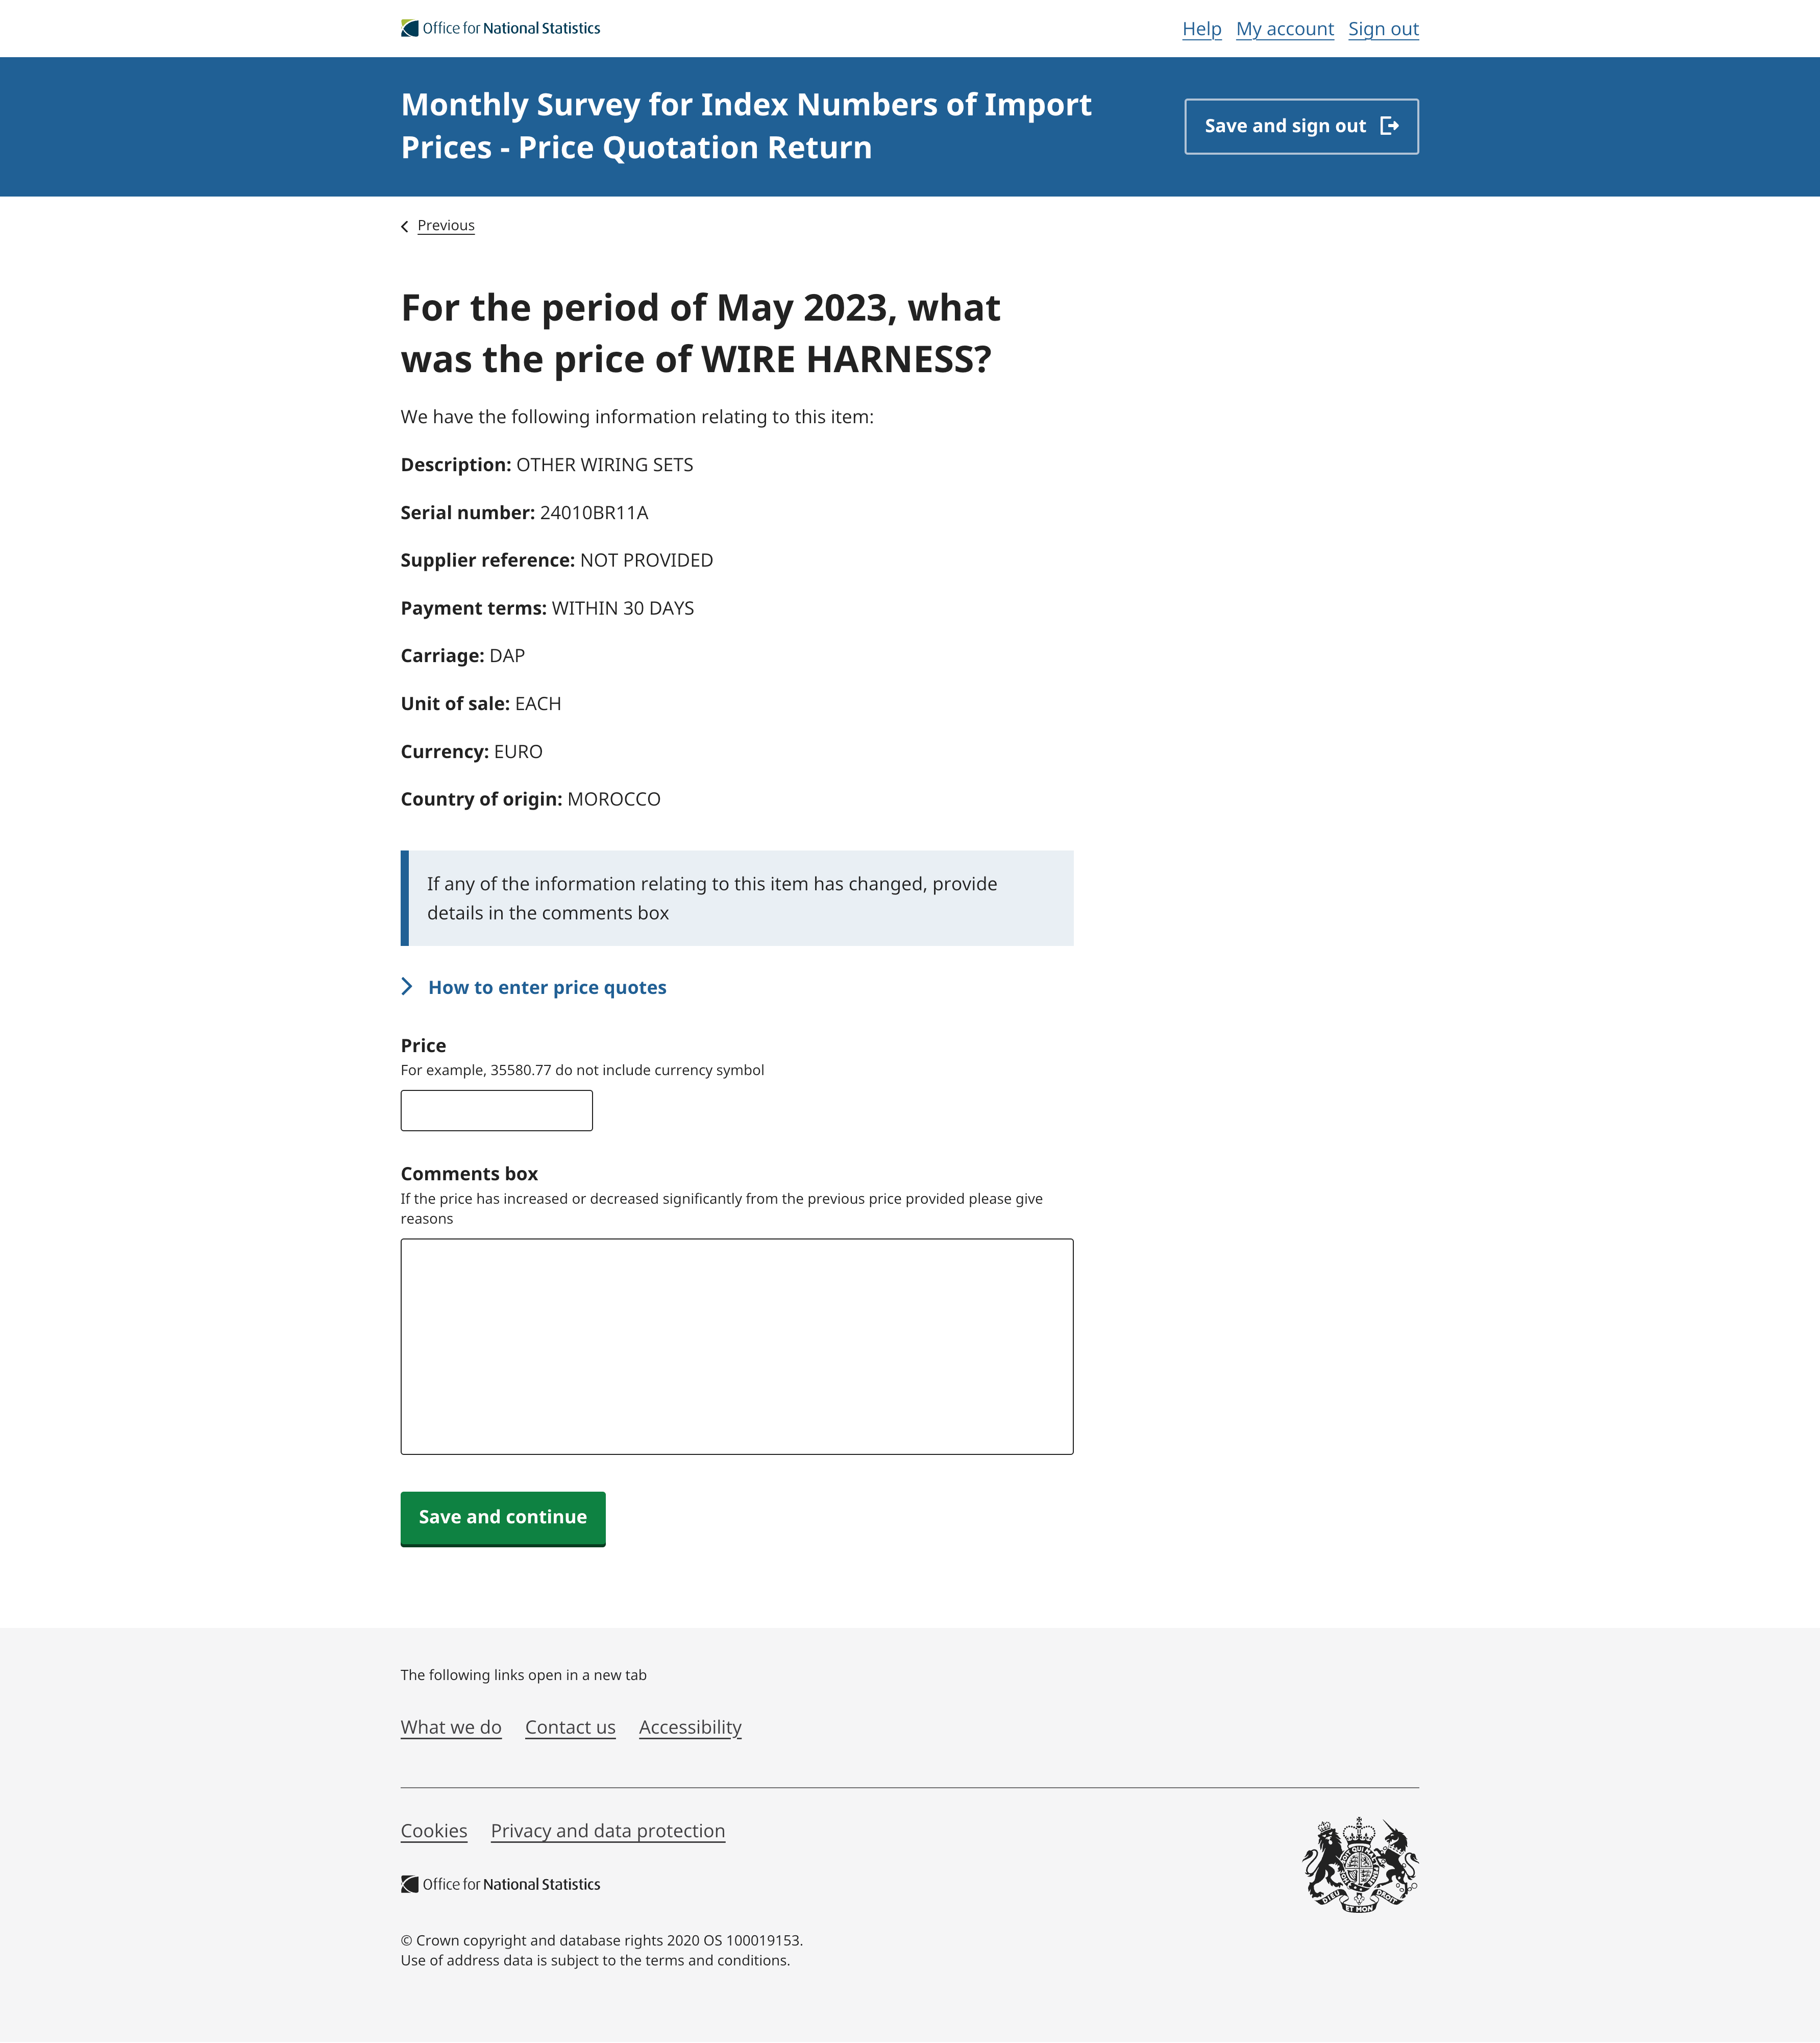 Office for National Statistics
Help My account Sign out
Monthly Survey for Index Numbers of Import
Prices - Price Quotation Return
Save and sign out
Previous
For the period of May 2023, what
was the price of WIRE HARNESS?
We have the following information relating to this item:
Description: OTHER WIRING SETS
Serial number: 24010BR11A
Supplier reference: NOT PROVIDED
Payment terms: WITHIN 30 DAYS
Carriage: DAP
Unit of sale: EACH
Currency: EURO
Country of origin: MOROCCO
If any of the information relating to this item has changed, provide
details in the comments box
How to enter price quotes
Price
For example, 35580.77 do not include currency symbol
Comments box
If the price has increased or decreased significantly from the previous price provided please give
reasons
Save and continue
The following links open in a new tab
What we do Contact us Accessibility
Cookies Privacy and data protection
DIEU ET MON DROIT
Office for National Statistics
© Crown copyright and database rights 2020 OS 100019153.
Use of address data is subject to the terms and conditions.